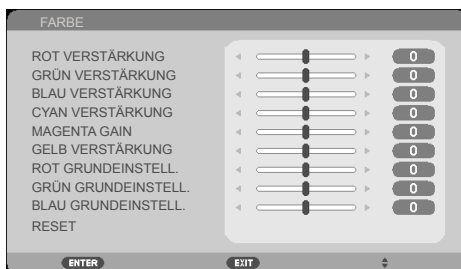 FARBE
ROT VERSTÄRKUNG 0
GRÜN VERSTÄRKUNG 0
BLAU VERSTÄRKUNG 0
CYAN VERSTÄRKUNG 0
MAGENTA GAIN 0
GELB VERSTÄRKUNG 0
ROT GRUNDEINSTELL. 0
GRÜN GRUNDEINSTELL. 0
BLAU GRUNDEINSTELL. 0
RESET
ENTER EXIT